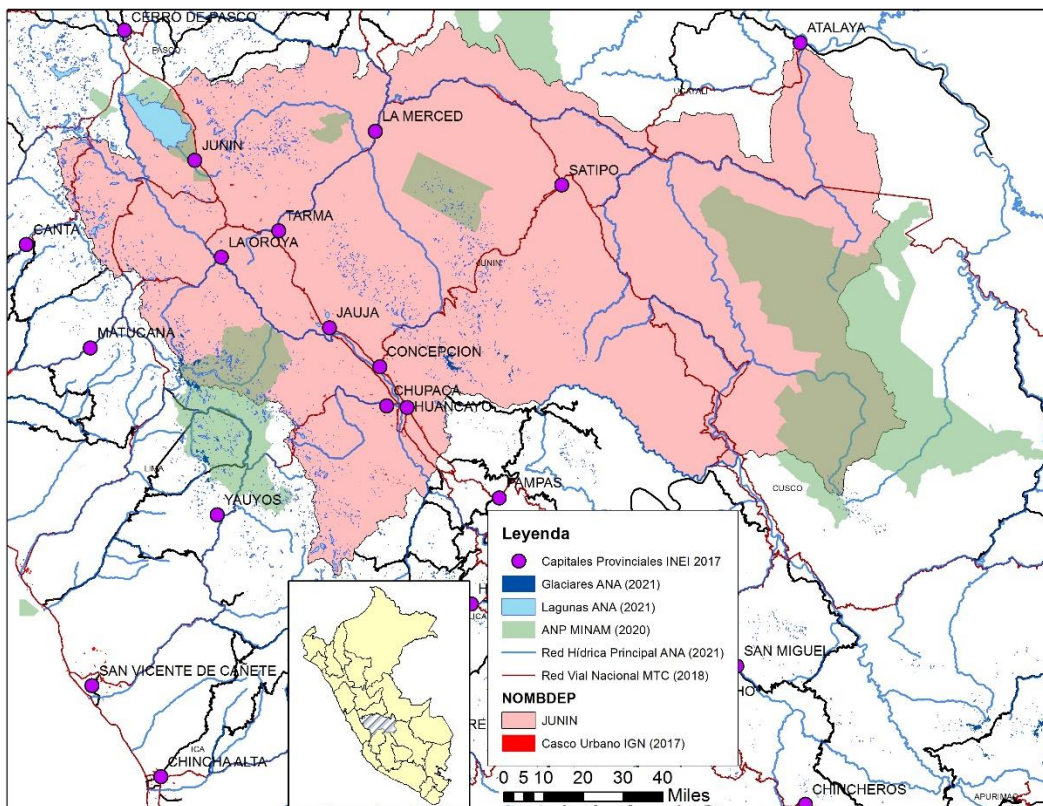 CERRO DE PASCO
PASCO
ATALAYA
UCAYALI
LA MERCED
JUNIN
SATIPO
TARMA
CANTA
LA OROYA
JUNIN
JAUJA
MATUCANA
CONCEPCION
CHUPACA
HUANCAYO
LIMA
CUSCO
YAUYOS
Leyenda
Capitales Provinciales INEI 2017
Glaciares ANA (2021)
Lagunas ANA (2021)
ANP MINAM (2020)
Red Hídrica Principal ANA (2021)
Red Vial Nacional MTC (2018)
NOMBDEP
JUNIN
Casco Urbano IGN (2017)
0 5 10 20 30 40
Miles
SAN MIGUEL
SAN VICENTE DE CAÑETE
ICA
CHINCHA ALTA
CHINCHEROS
APURIMAC